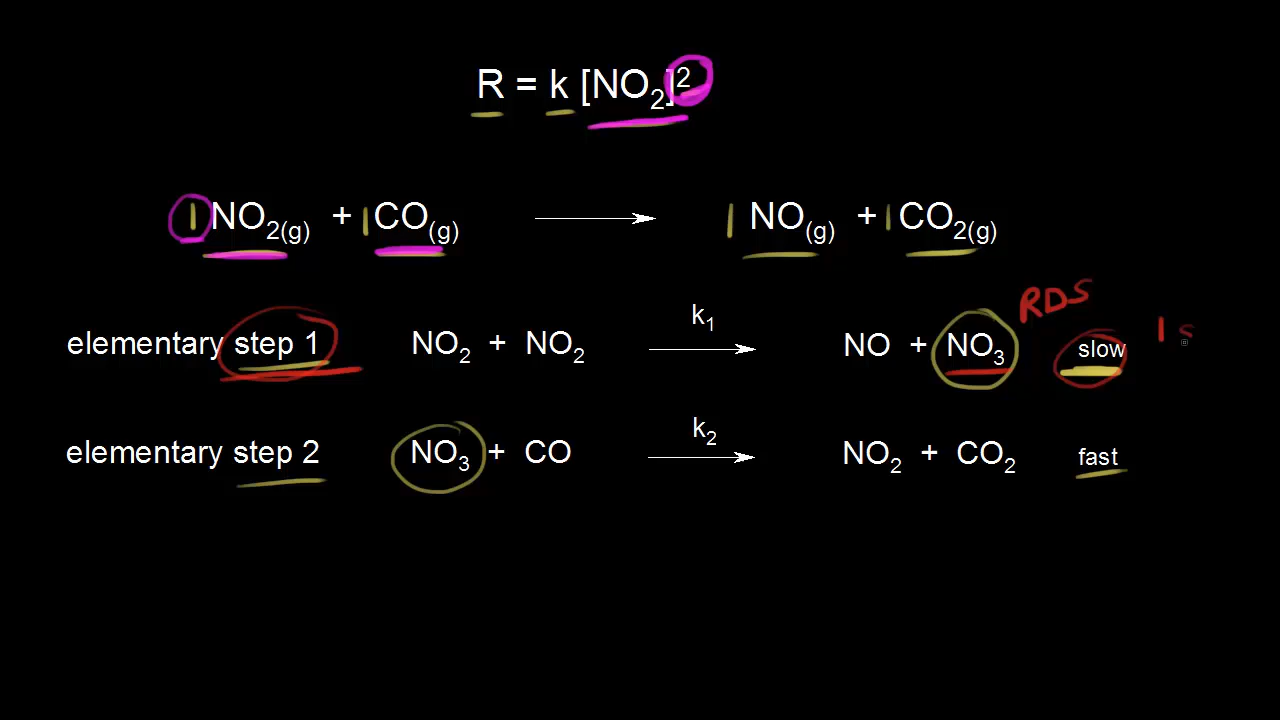 R = k [NO₂]²
1 NO₂(g) + 1 CO(g) → 1 NO(g) + 1 CO₂(g)
RDS
elementary step 1 NO₂ + NO₂ k₁ → NO + NO₃ slow 1 s
elementary step 2 NO₃ + CO k₂ → NO₂ + CO₂ fast